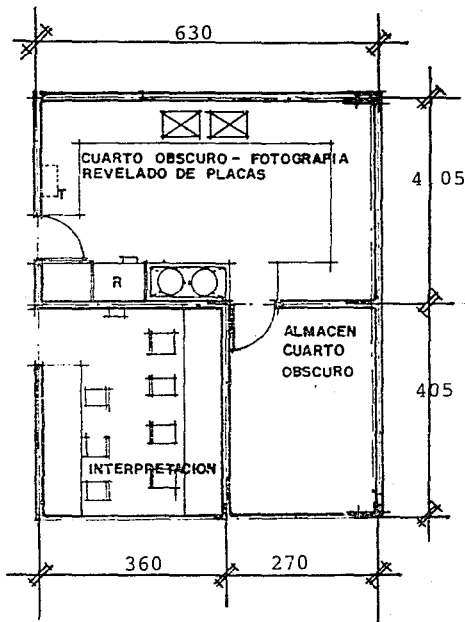 630
CUARTO OBSCURO - FOTOGRAFIA
REVELADO DE PLACAS
4 05
T
R
ALMACEN
CUARTO
OBSCURO
405
INTERPRETACION
360
270